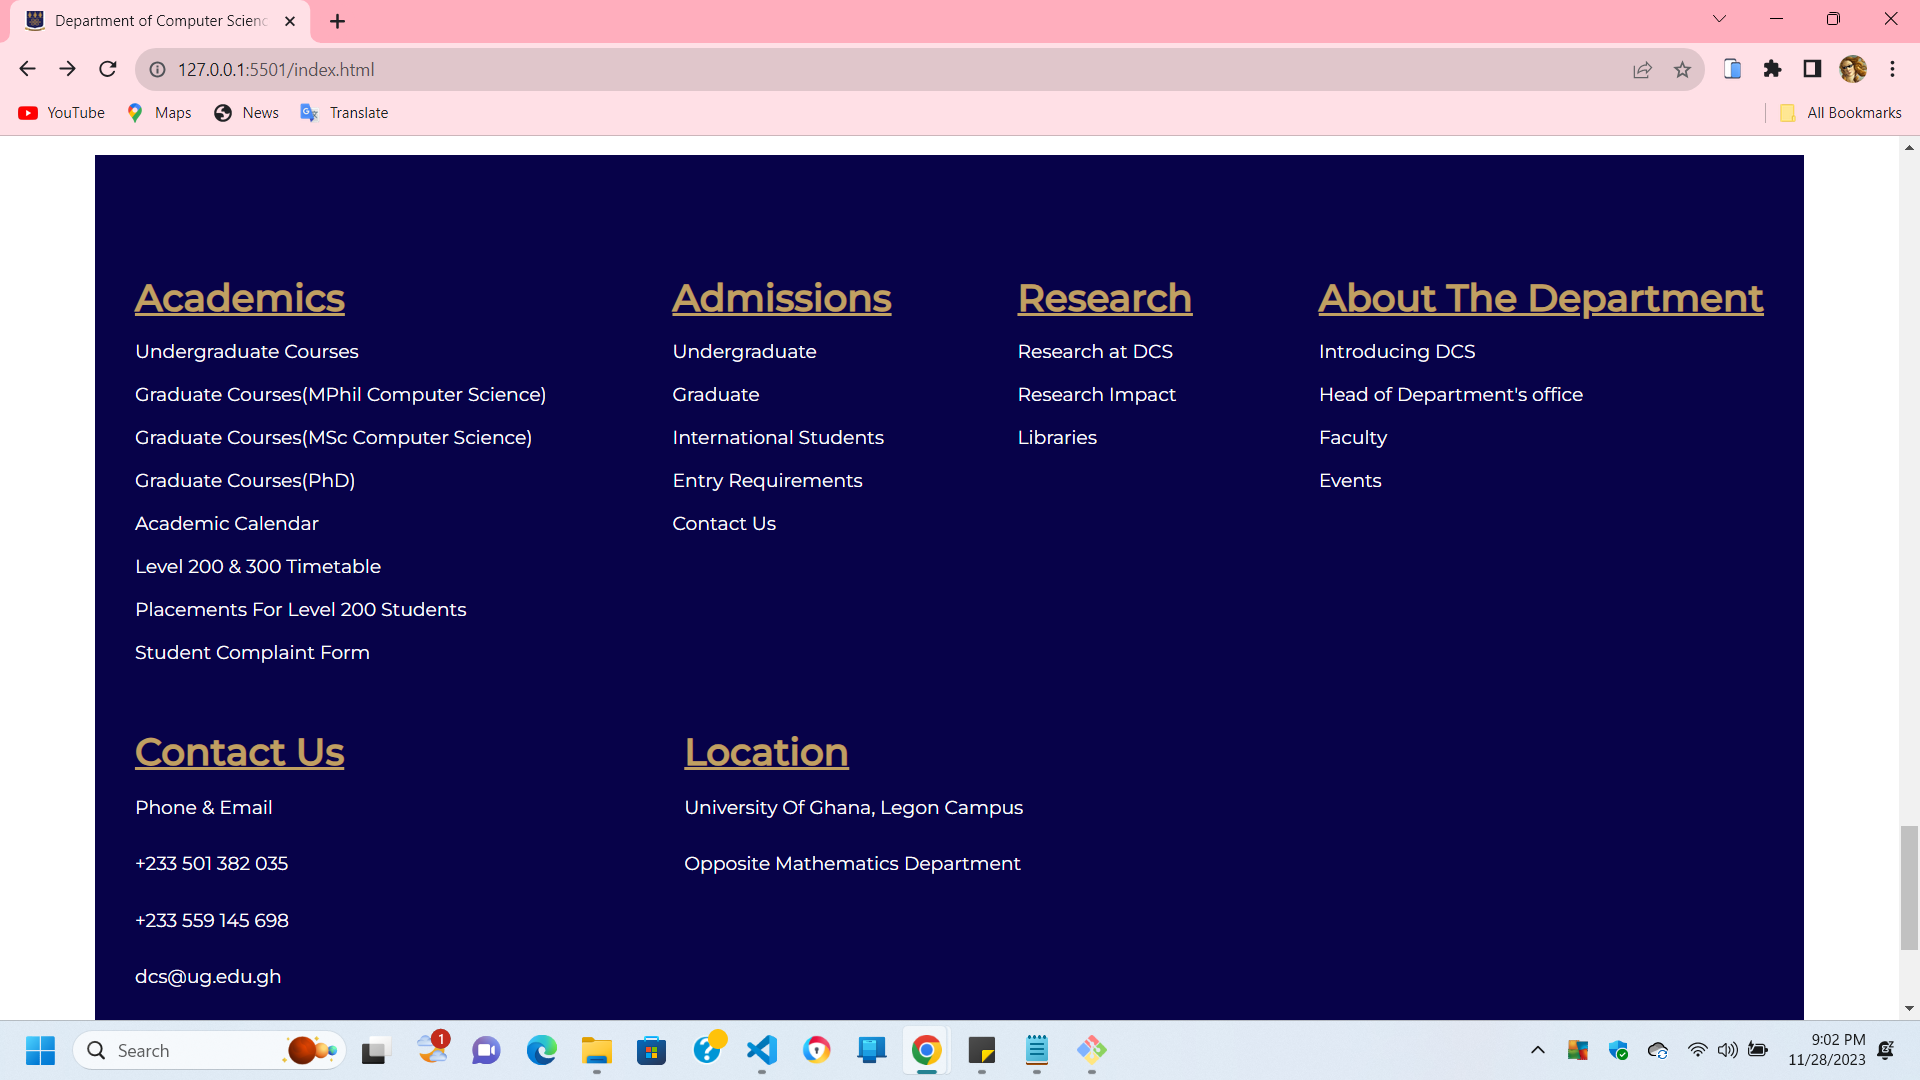 Department of Computer Scienc
127.0.0.1:5501/index.html
YouTube
Maps
News
Translate
All Bookmarks
Academics
Undergraduate Courses
Graduate Courses(MPhil Computer Science)
Graduate Courses(MSc Computer Science)
Graduate Courses(PhD)
Academic Calendar
Level 200 & 300 Timetable
Placements For Level 200 Students
Student Complaint Form
Admissions
Undergraduate
Graduate
International Students
Entry Requirements
Contact Us
Research
Research at DCS
Research Impact
Libraries
About The Department
Introducing DCS
Head of Department's office
Faculty
Events
Contact Us
Phone & Email
+233 501 382 035
+233 559 145 698
dcs@ug.edu.gh
Location
University Of Ghana, Legon Campus
Opposite Mathematics Department
Search
1
9:02 PM
11/28/2023